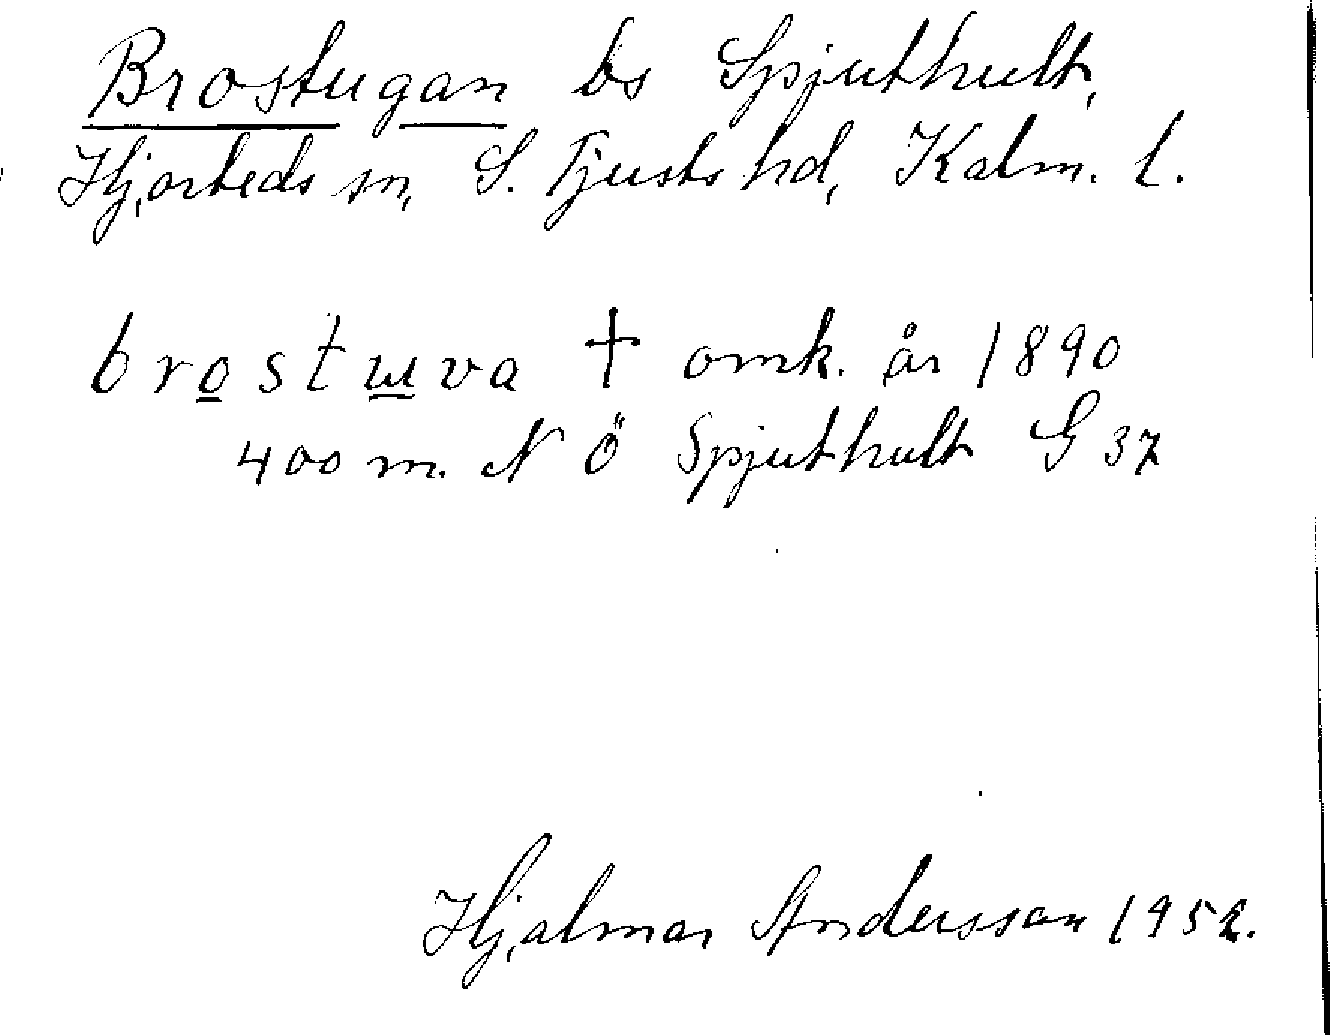 Brostugan bs Spjuthult,
Hjorteds sn, S. Tjusts hd, Kalm. l.
brostuva † omk. år 1890
400 m. N Ö Spjuthult G 37
Hjalmar Andersson 1952.